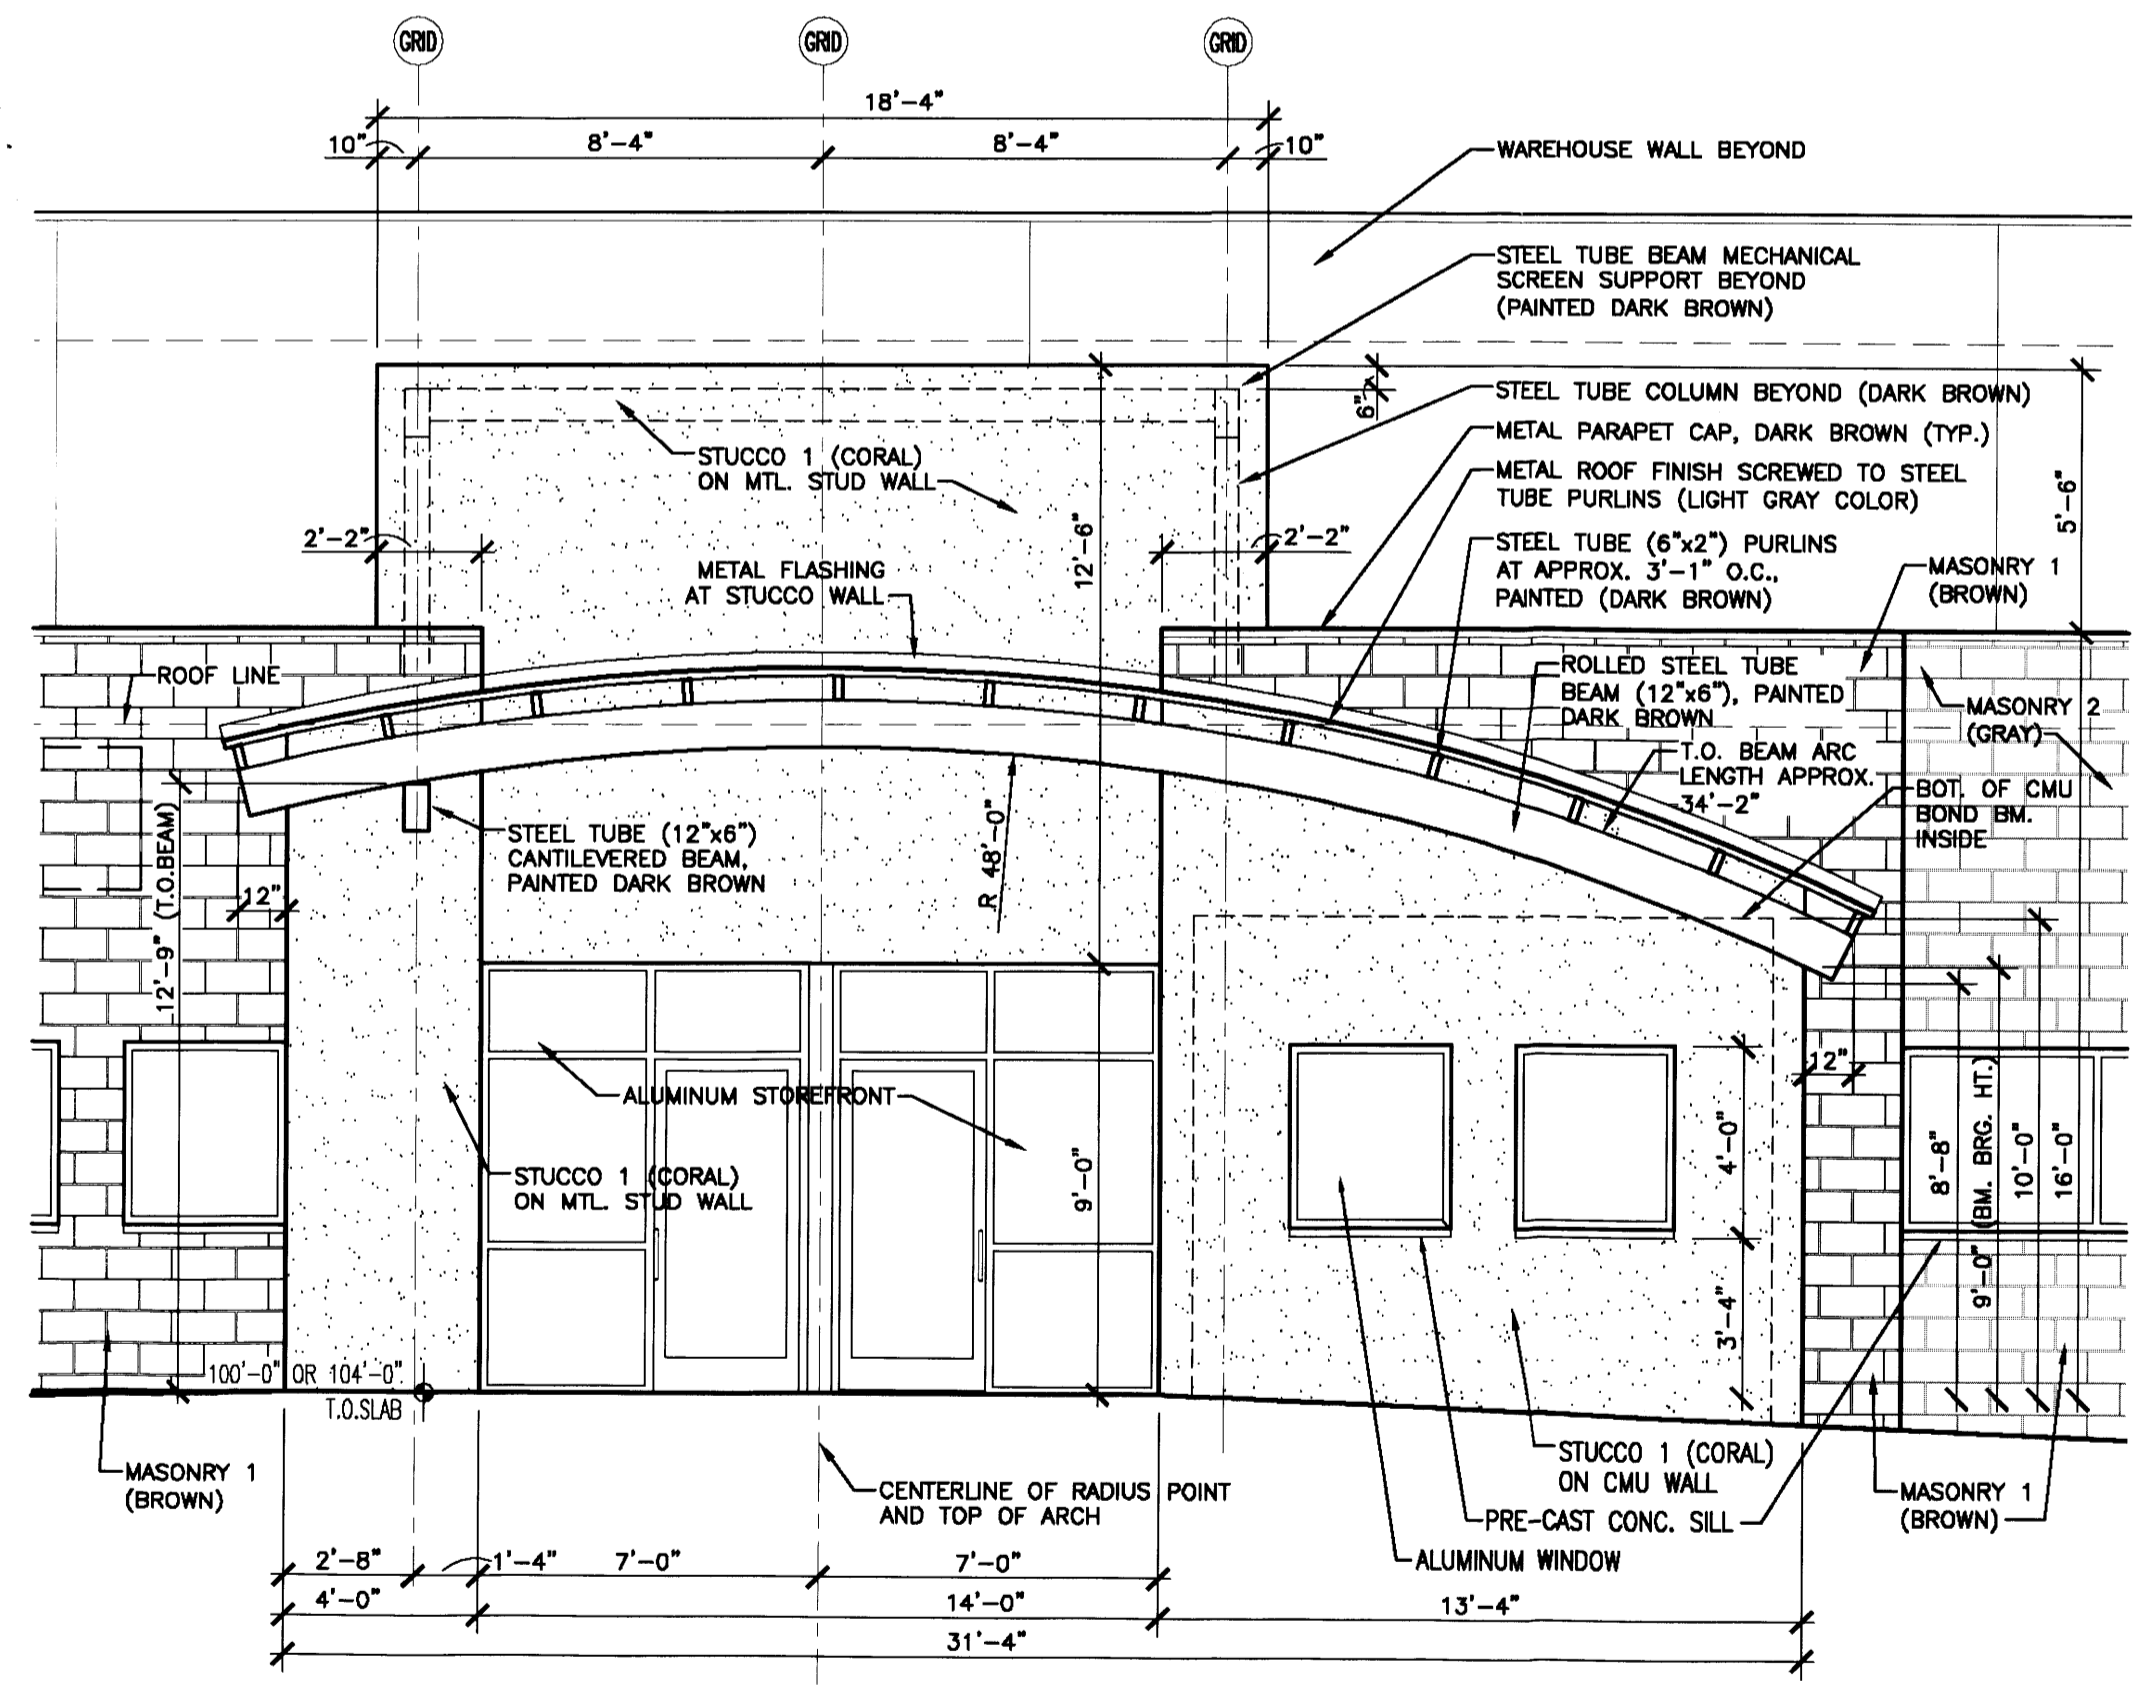 GRID
GRID
GRID
18'-4"
10"
8'-4"
8'-4"
10"
WAREHOUSE WALL BEYOND
STEEL TUBE BEAM MECHANICAL
SCREEN SUPPORT BEYOND
(PAINTED DARK BROWN)
6"
STEEL TUBE COLUMN BEYOND (DARK BROWN)
METAL PARAPET CAP, DARK BROWN (TYP.)
METAL ROOF FINISH SCREWED TO STEEL
TUBE PURLINS (LIGHT GRAY COLOR)
5'-6"
STUCCO 1 (CORAL)
ON MTL. STUD WALL
2'-2"
12'-6"
2'-2"
STEEL TUBE (6"x2") PURLINS
AT APPROX. 3'-1" O.C.,
PAINTED (DARK BROWN)
MASONRY 1
(BROWN)
METAL FLASHING
AT STUCCO WALL
ROOF LINE
ROLLED STEEL TUBE
BEAM (12"x6"), PAINTED
DARK BROWN
MASONRY 2
(GRAY)
T.O. BEAM ARC
LENGTH APPROX.
34'-2"
BOT. OF CMU
BOND BM.
INSIDE
STEEL TUBE (12"x6")
CANTILEVERED BEAM,
PAINTED DARK BROWN
R 48'-0"
12"
12'-9" (T.O.BEAM)
ALUMINUM STOREFRONT
12"
4'-0"
8'-8"
9'-0" (BM. BRG. HT.)
10'-0"
16'-0"
STUCCO 1 (CORAL)
ON MTL. STUD WALL
9'-0"
3'-4"
100'-0" OR 104'-0"
T.O.SLAB
MASONRY 1
(BROWN)
CENTERLINE OF RADIUS POINT
AND TOP OF ARCH
STUCCO 1 (CORAL)
ON CMU WALL
PRE-CAST CONC. SILL
ALUMINUM WINDOW
MASONRY 1
(BROWN)
2'-8"
1'-4"
7'-0"
7'-0"
4'-0"
14'-0"
13'-4"
31'-4"